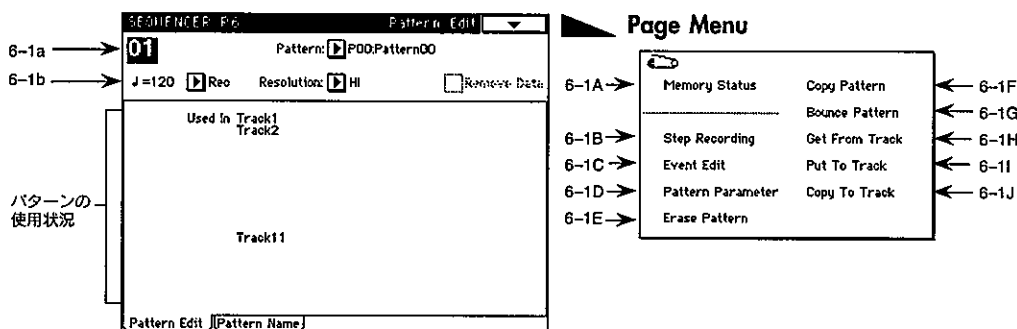 SEQUENCER P6 Pattern Edit
6-1a 01 Pattern: P00:Pattern00
6-1b ♩=120 Rec Resolution: HI Remove Data
Used In Track1
Track2
パターンの
使用状況
Track11
Pattern Edit Pattern Name
Page Menu
6-1A Memory Status Copy Pattern 6-1F
Bounce Pattern 6-1G
6-1B Step Recording Get From Track 6-1H
6-1C Event Edit Put To Track 6-1I
6-1D Pattern Parameter Copy To Track 6-1J
6-1E Erase Pattern